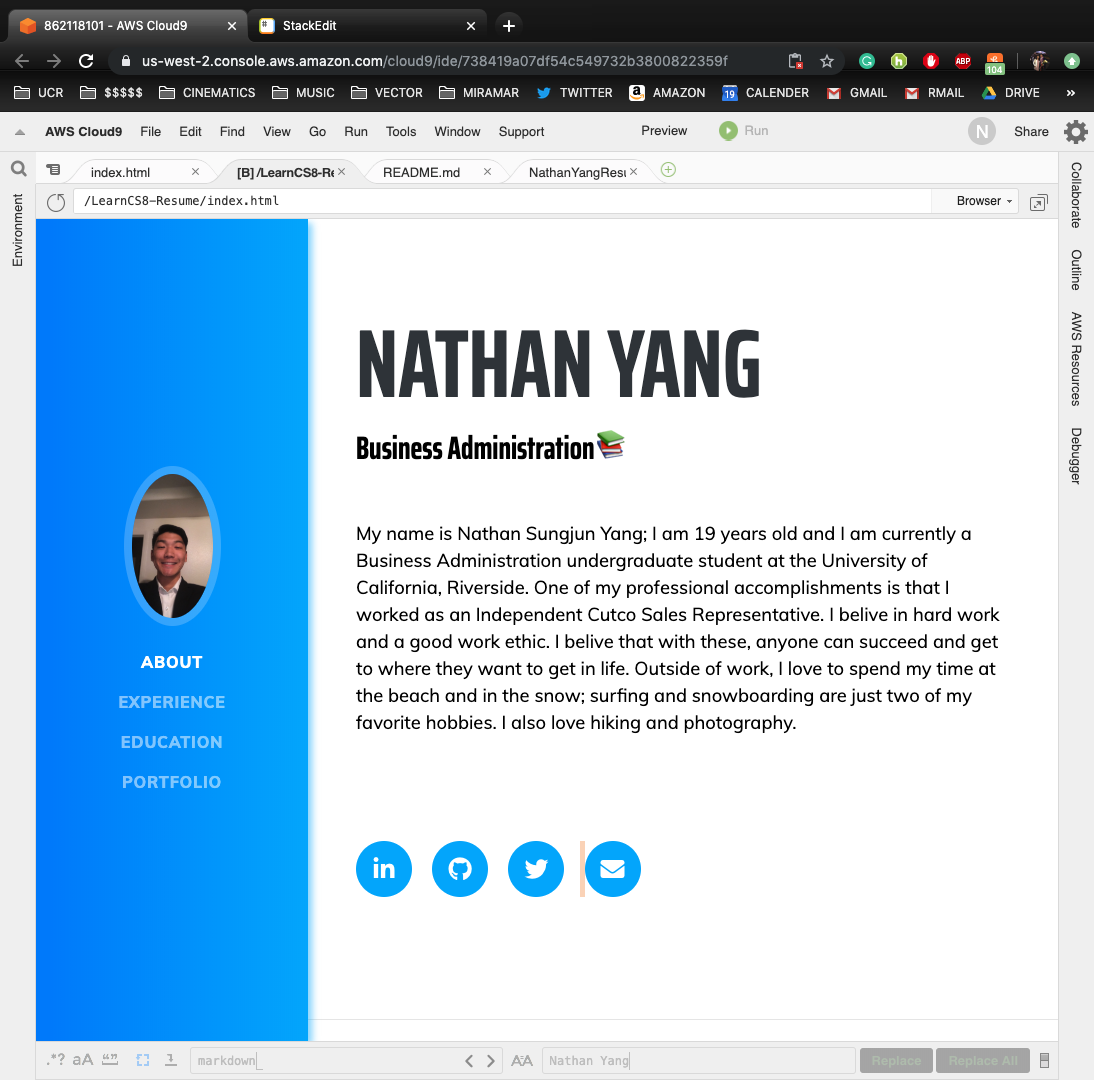 862118101 - AWS Cloud9
StackEdit
us-west-2.console.aws.amazon.com/cloud9/ide/738419a07df54c549732b3800822359f
ABP
104
UCR $$$$$ CINEMATICS MUSIC VECTOR MIRAMAR TWITTER AMAZON 19 CALENDER GMAIL RMAIL DRIVE »
AWS Cloud9 File Edit Find View Go Run Tools Window Support Preview Run N Share
index.html [B] /LearnCS8-Re README.md NathanYangResu
/LearnCS8-Resume/index.html Browser
Environment
Collaborate
Outline
AWS Resources
Debugger
ABOUT
EXPERIENCE
EDUCATION
PORTFOLIO
NATHAN YANG
Business Administration📚
My name is Nathan Sungjun Yang; I am 19 years old and I am currently a
Business Administration undergraduate student at the University of
California, Riverside. One of my professional accomplishments is that I
worked as an Independent Cutco Sales Representative. I belive in hard work
and a good work ethic. I belive that with these, anyone can succeed and get
to where they want to get in life. Outside of work, I love to spend my time at
the beach and in the snow; surfing and snowboarding are just two of my
favorite hobbies. I also love hiking and photography.
in
.*? aA “” markdown AA Nathan Yang Replace Replace All